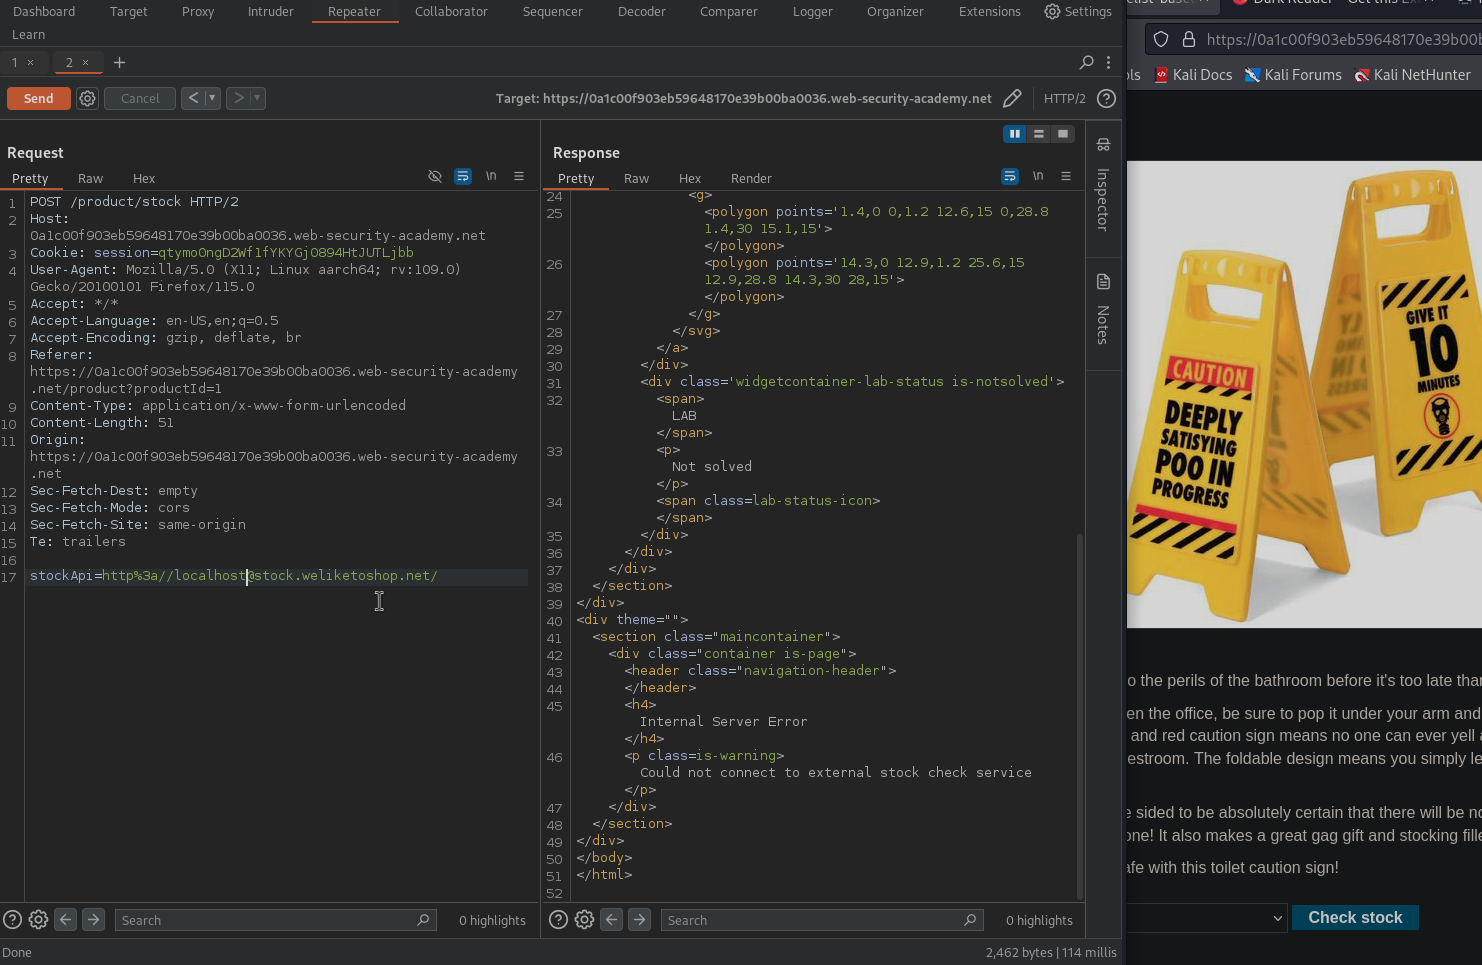 Dashboard Target Proxy Intruder Repeater Collaborator Sequencer Decoder Comparer Logger Organizer Extensions Settings
Learn
1 × 2 × +
Send Cancel < > Target: https://0a1c00f903eb59648170e39b00ba0036.web-security-academy.net HTTP/2
Request
Pretty Raw Hex \n
1 POST /product/stock HTTP/2
2 Host:
0a1c00f903eb59648170e39b00ba0036.web-security-academy.net
3 Cookie: session=qtymo0ngD2Wf1fYKYGj0894HtJUTLjbb
4 User-Agent: Mozilla/5.0 (X11; Linux aarch64; rv:109.0)
Gecko/20100101 Firefox/115.0
5 Accept: */*
6 Accept-Language: en-US,en;q=0.5
7 Accept-Encoding: gzip, deflate, br
8 Referer:
https://0a1c00f903eb59648170e39b00ba0036.web-security-academy
.net/product?productId=1
9 Content-Type: application/x-www-form-urlencoded
10 Content-Length: 51
11 Origin:
https://0a1c00f903eb59648170e39b00ba0036.web-security-academy
.net
12 Sec-Fetch-Dest: empty
13 Sec-Fetch-Mode: cors
14 Sec-Fetch-Site: same-origin
15 Te: trailers
16
17 stockApi=http%3a//localhost@stock.weliketoshop.net/
Search 0 highlights
Done
Response
Pretty Raw Hex Render \n
24 <g>
25 <polygon points='1.4,0 0,1.2 12.6,15 0,28.8
1.4,30 15.1,15'>
</polygon>
26 <polygon points='14.3,0 12.9,1.2 25.6,15
12.9,28.8 14.3,30 28,15'>
</polygon>
27 </g>
28 </svg>
29 </a>
30 </div>
31 <div class='widgetcontainer-lab-status is-notsolved'>
32 <span>
LAB
</span>
33 <p>
Not solved
</p>
34 <span class=lab-status-icon>
</span>
35 </div>
36 </div>
37 </div>
38 </section>
39 </div>
40 <div theme="">
41 <section class="maincontainer">
42 <div class="container is-page">
43 <header class="navigation-header">
44 </header>
45 <h4>
Internal Server Error
</h4>
46 <p class=is-warning>
Could not connect to external stock check service
</p>
47 </div>
48 </section>
49 </div>
50 </body>
51 </html>
52
Search 0 highlights
2,462 bytes | 114 millis
Inspector
Notes
Dark Reader
Get this
https://0a1c00f903eb59648170e39b00b
ols Kali Docs Kali Forums Kali NetHunter
CAUTION
DEEPLY
SATISYING
POO IN
PROGRESS
GIVE IT
10
MINUTES
o the perils of the bathroom before it's too late than
en the office, be sure to pop it under your arm and
and red caution sign means no one can ever yell a
estroom. The foldable design means you simply le
e sided to be absolutely certain that there will be no
one! It also makes a great gag gift and stocking fille
afe with this toilet caution sign!
Check stock